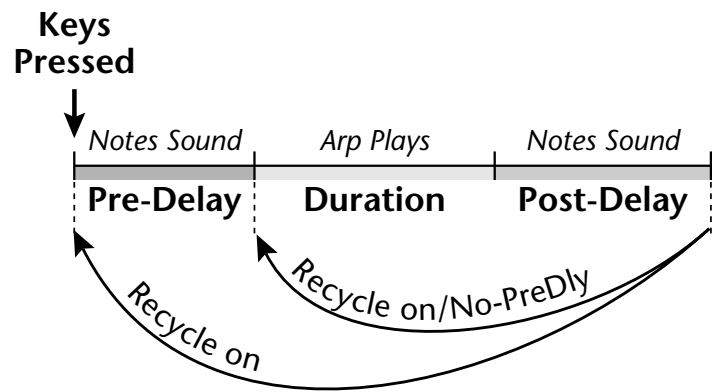 Keys
Pressed
Notes Sound Arp Plays Notes Sound
Pre-Delay Duration Post-Delay
Recycle on/No-PreDly
Recycle on